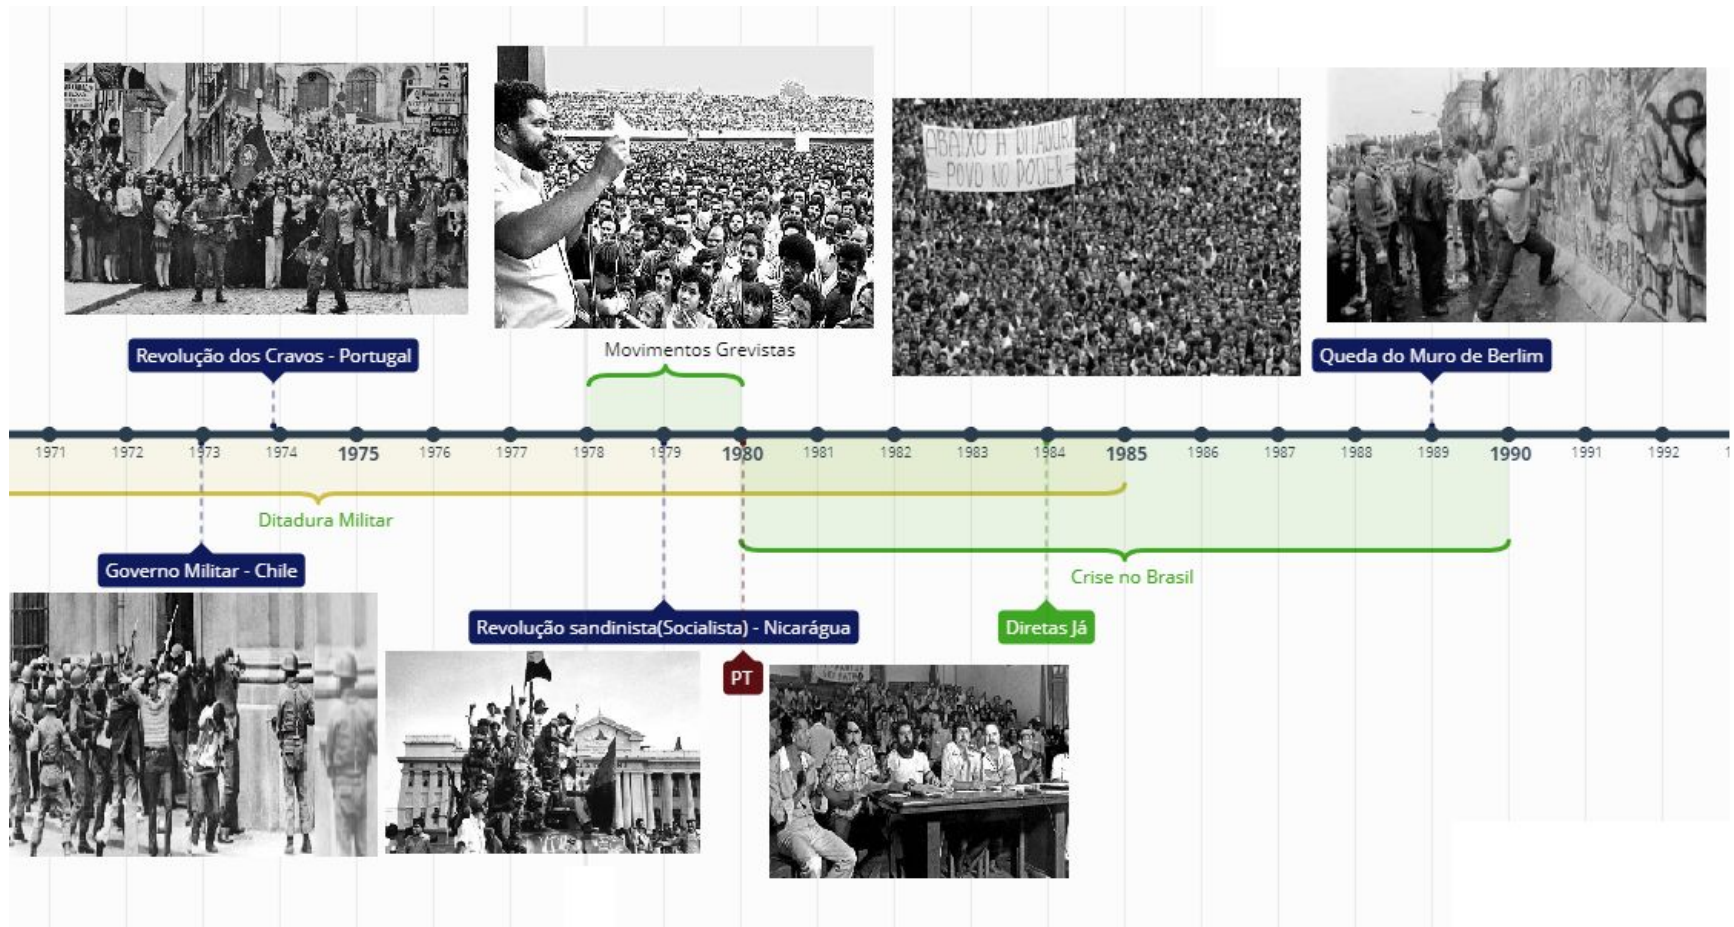 ABAIXO A DITADURA
POVO NO PODER
Revolução dos Cravos - Portugal
Movimentos Grevistas
Queda do Muro de Berlim
1971 1972 1973 1974 1975 1976 1977 1978 1979 1980 1981 1982 1983 1984 1985 1986 1987 1988 1989 1990 1991 1992
Ditadura Militar
Governo Militar - Chile
Crise no Brasil
Revolução sandinista(Socialista) - Nicarágua
Diretas Já
PT